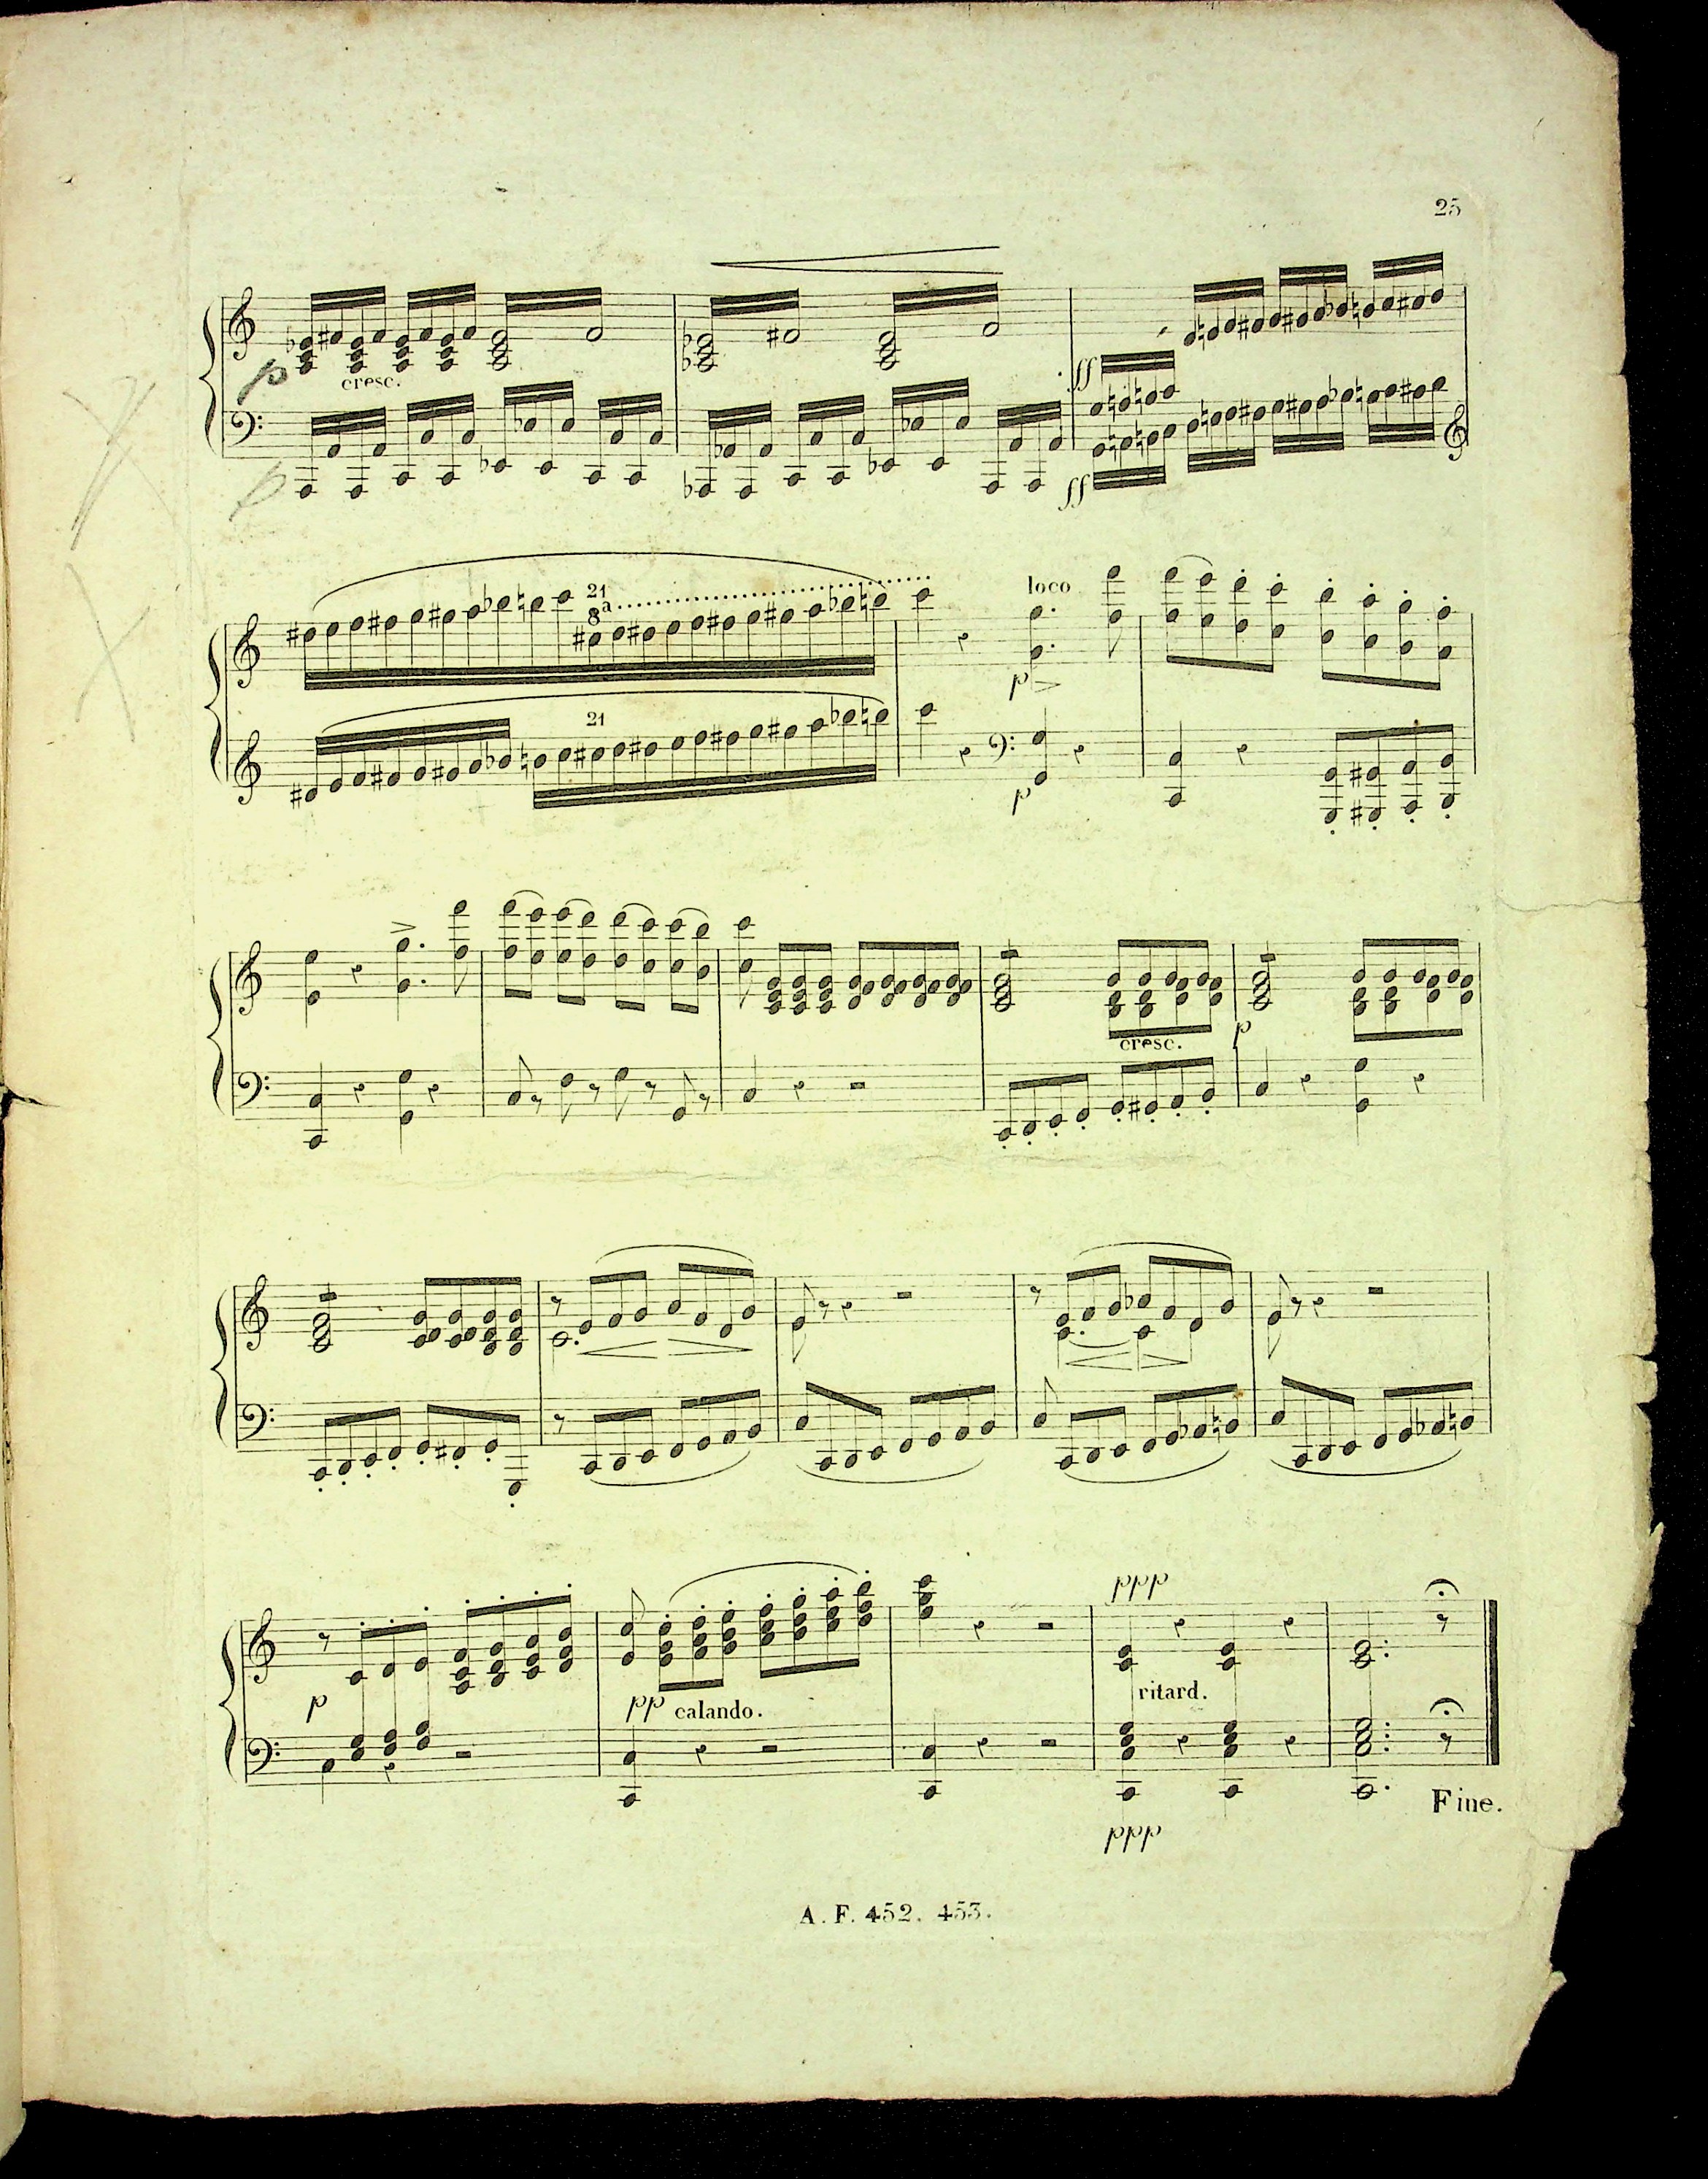 25
p
cresc.
p
ff
ff
21
8a
loco
p
21
p
cresc.
p
ppp
p
pp calando.
ritard.
Fine.
ppp
A. F. 452. 453.